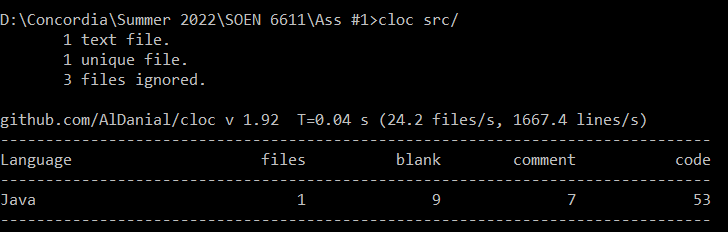 D:\Concordia\Summer 2022\SOEN 6611\Ass #1>cloc src/
1 text file.
1 unique file.
3 files ignored.
github.com/AlDanial/cloc v 1.92  T=0.04 s (24.2 files/s, 1667.4 lines/s)
-------------------------------------------------------------------------------
Language                     files          blank        comment           code
-------------------------------------------------------------------------------
Java                             1              9              7             53
-------------------------------------------------------------------------------